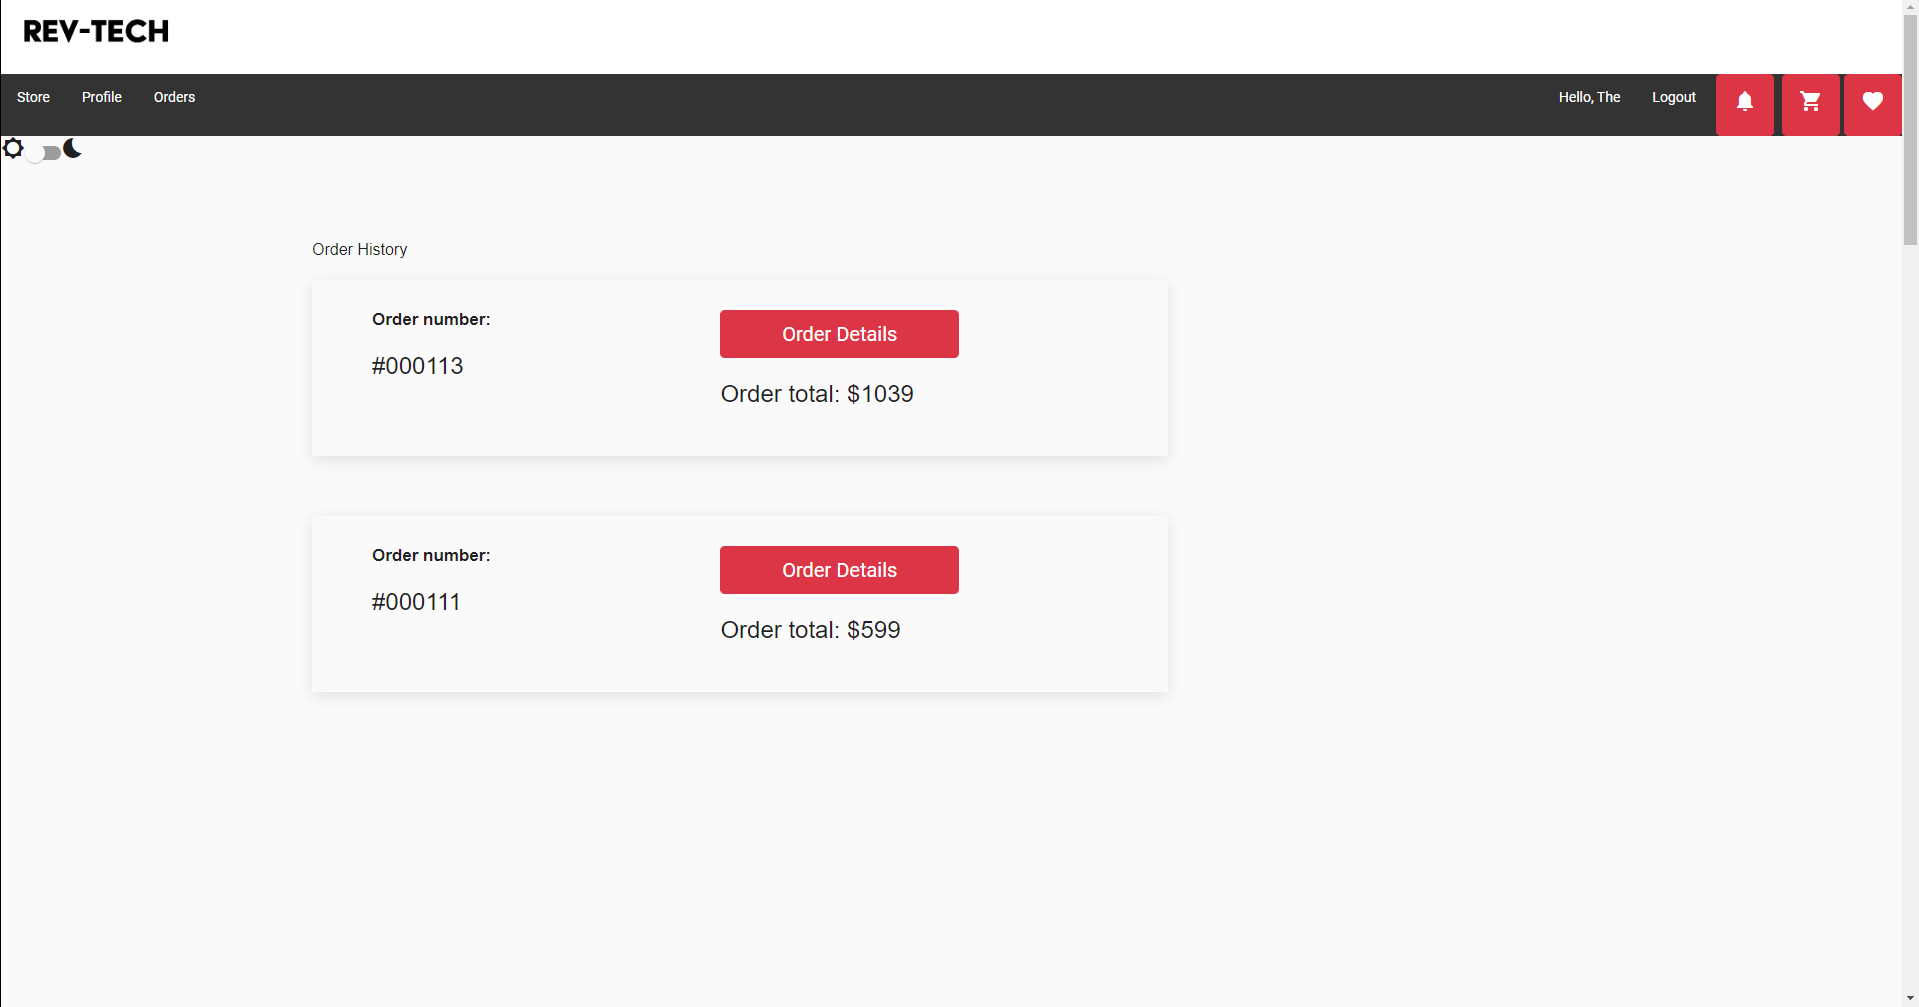 REV-TECH
Store Profile Orders Hello, The Logout
Order History
Order number:
#000113
Order Details
Order total: $1039
Order number:
#000111
Order Details
Order total: $599